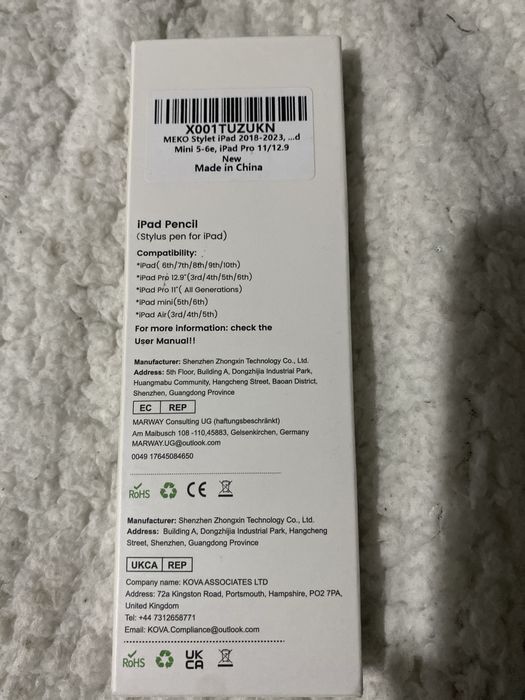 X001TUZUKN
MEKO Stylet iPad 2018-2023, ...d
Mini 5-6e, iPad Pro 11/12.9
New
Made in China
iPad Pencil
(Stylus pen for iPad)
Compatibility:
*iPad( 6th/7th/8th/9th/10th)
*iPad Pro 12.9"(3rd/4th/5th/6th)
*iPad Pro 11"( All Generations)
*iPad mini(5th/6th)
*iPad Air(3rd/4th/5th)
For more information: check the
User Manual!!
Manufacturer: Shenzhen Zhongxin Technology Co., Ltd.
Address: 5th Floor, Building A, Dongzhijia Industrial Park,
Huangmabu Community, Hangcheng Street, Baoan District,
Shenzhen, Guangdong Province
EC REP
MARWAY Consulting UG (haftungsbeschränkt)
Am Maibusch 108 -110,45883, Gelsenkirchen, Germany
MARWAY.UG@outlook.com
0049 17645084650
RoHS CE
Manufacturer: Shenzhen Zhongxin Technology Co., Ltd.
Address: Building A, Dongzhijia Industrial Park, Hangcheng
Street, Shenzhen, Guangdong Province
UKCA REP
Company name: KOVA ASSOCIATES LTD
Address: 72a Kingston Road, Portsmouth, Hampshire, PO2 7PA,
United Kingdom
Tel: +44 7312658771
Email: KOVA.Compliance@outlook.com
RoHS UK
CA